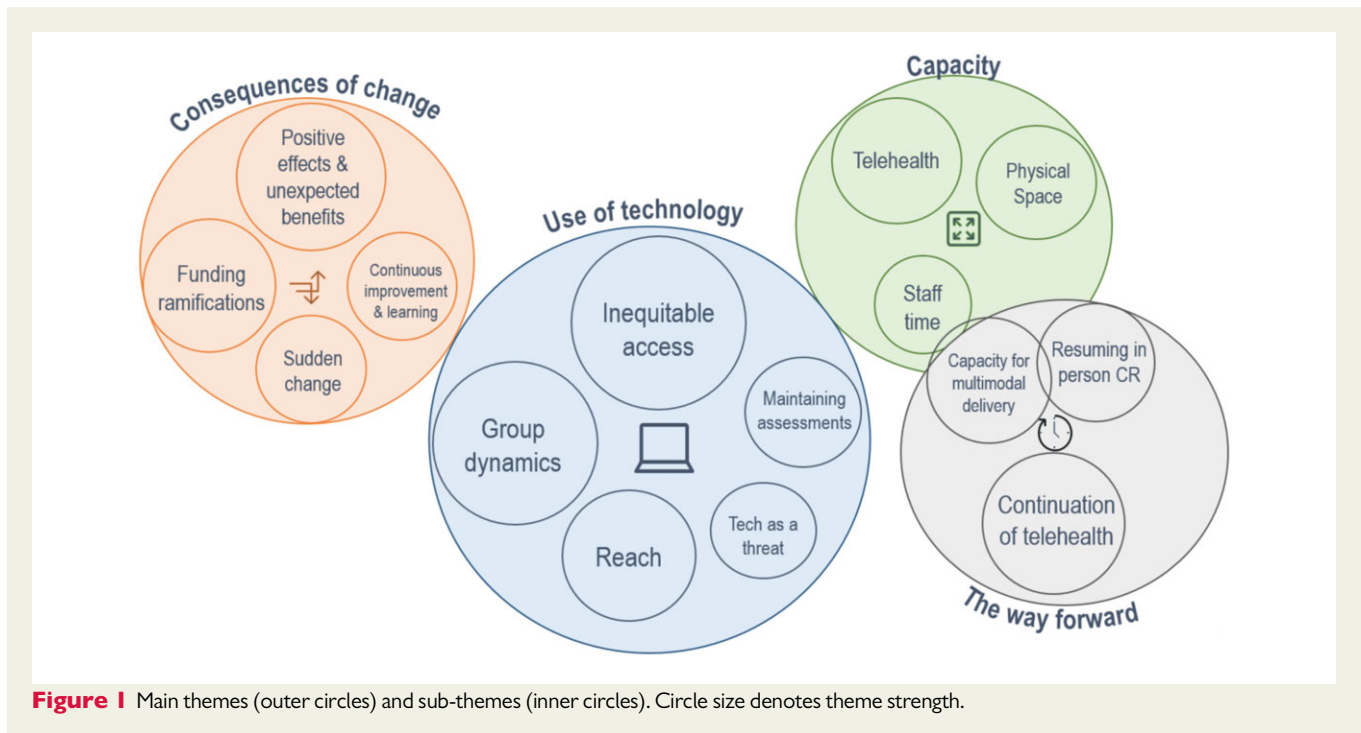 Consequences of change
Positive
effects &
unexpected
benefits
Funding
ramifications
Continuous
improvement
& learning
Sudden
change
Use of technology
Inequitable
access
Group
dynamics
Maintaining
assessments
Tech as a
threat
Reach
Capacity
Telehealth
Physical
Space
Staff
time
Capacity for
multimodal
delivery
Resuming in
person CR
Continuation
of telehealth
The way forward
Figure 1 Main themes (outer circles) and sub-themes (inner circles). Circle size denotes theme strength.